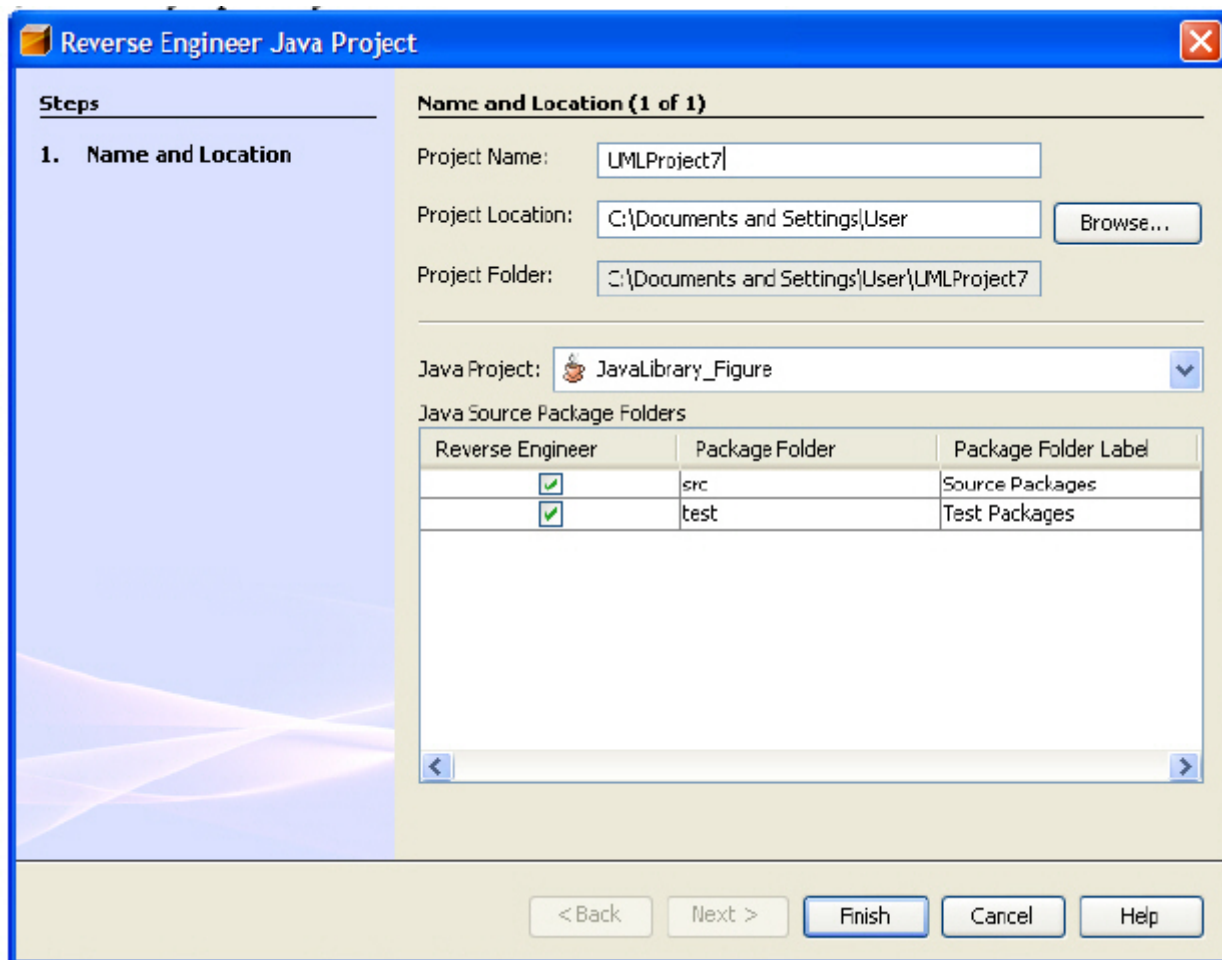 Reverse Engineer Java Project
Steps
1. Name and Location
Name and Location (1 of 1)
Project Name: UMLProject7
Project Location: C:\Documents and Settings\User Browse...
Project Folder: C:\Documents and Settings\User\UMLProject7
Java Project: JavaLibrary_Figure
Java Source Package Folders
Reverse Engineer Package Folder Package Folder Label
src Source Packages
test Test Packages
< Back Next > Finish Cancel Help